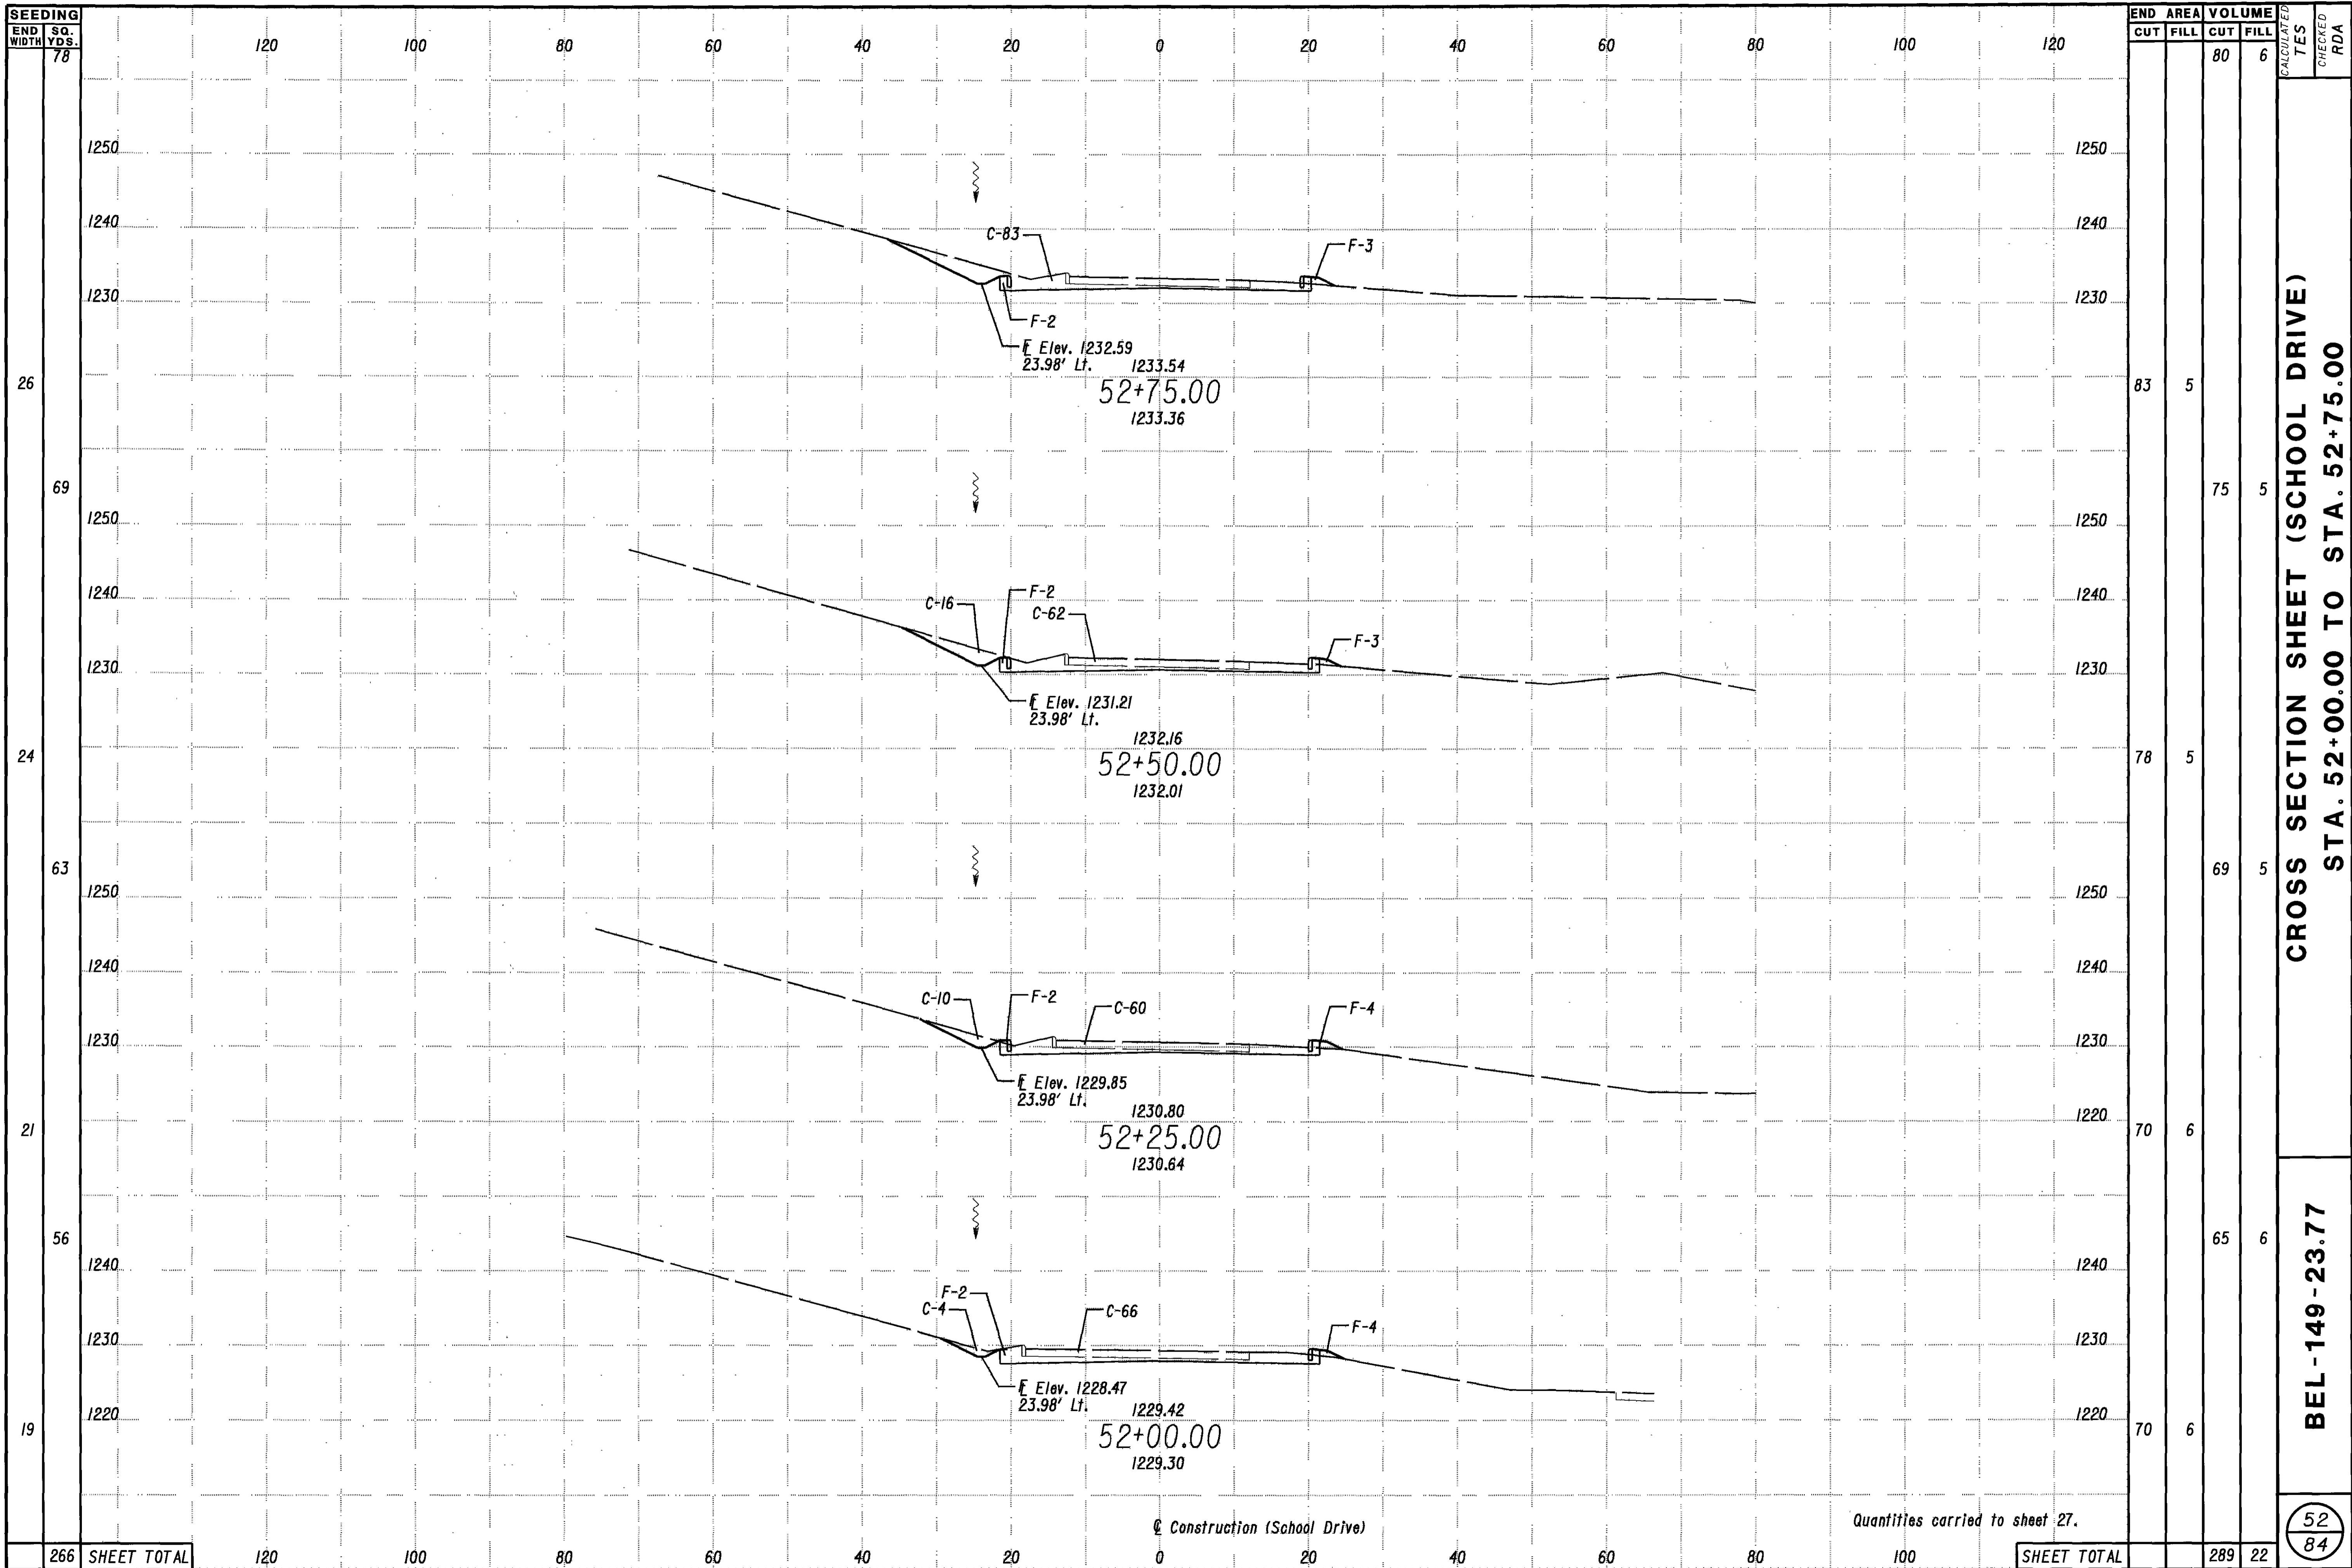 SEEDING
END WIDTH
SQ. YDS.
END AREA
VOLUME
CUT
FILL
CUT
FILL
CALCULATED
TES
CHECKED
RDA
120 100 80 60 40 20 0 20 40 60 80 100 120
78
80 6
1250 1250
1240 1240
C-83
F-3
1230 1230
F-2
℄ Elev. 1232.59
23.98' Lt.
1233.54
26
52+75.00
83 5
1233.36
69
75 5
1250 1250
1240 1240
C-16
F-2
C-62
F-3
1230 1230
℄ Elev. 1231.21
23.98' Lt.
1232.16
24
52+50.00
78 5
1232.01
63
69 5
1250 1250
1240 1240
C-10
F-2
C-60
F-4
1230 1230
℄ Elev. 1229.85
23.98' Lt.
1230.80
1220
21
52+25.00
70 6
1230.64
56
65 6
1240 1240
F-2
C-4
C-66
F-4
1230 1230
℄ Elev. 1228.47
23.98' Lt.
1229.42
1220 1220
19
52+00.00
70 6
1229.30
℄ Construction (School Drive)
Quantities carried to sheet 27.
266 SHEET TOTAL
120 100 80 60 40 20 0 20 40 60 80 100
SHEET TOTAL 289 22
CROSS SECTION SHEET (SCHOOL DRIVE)
STA. 52+00.00 TO STA. 52+75.00
BEL-149-23.77
52
84